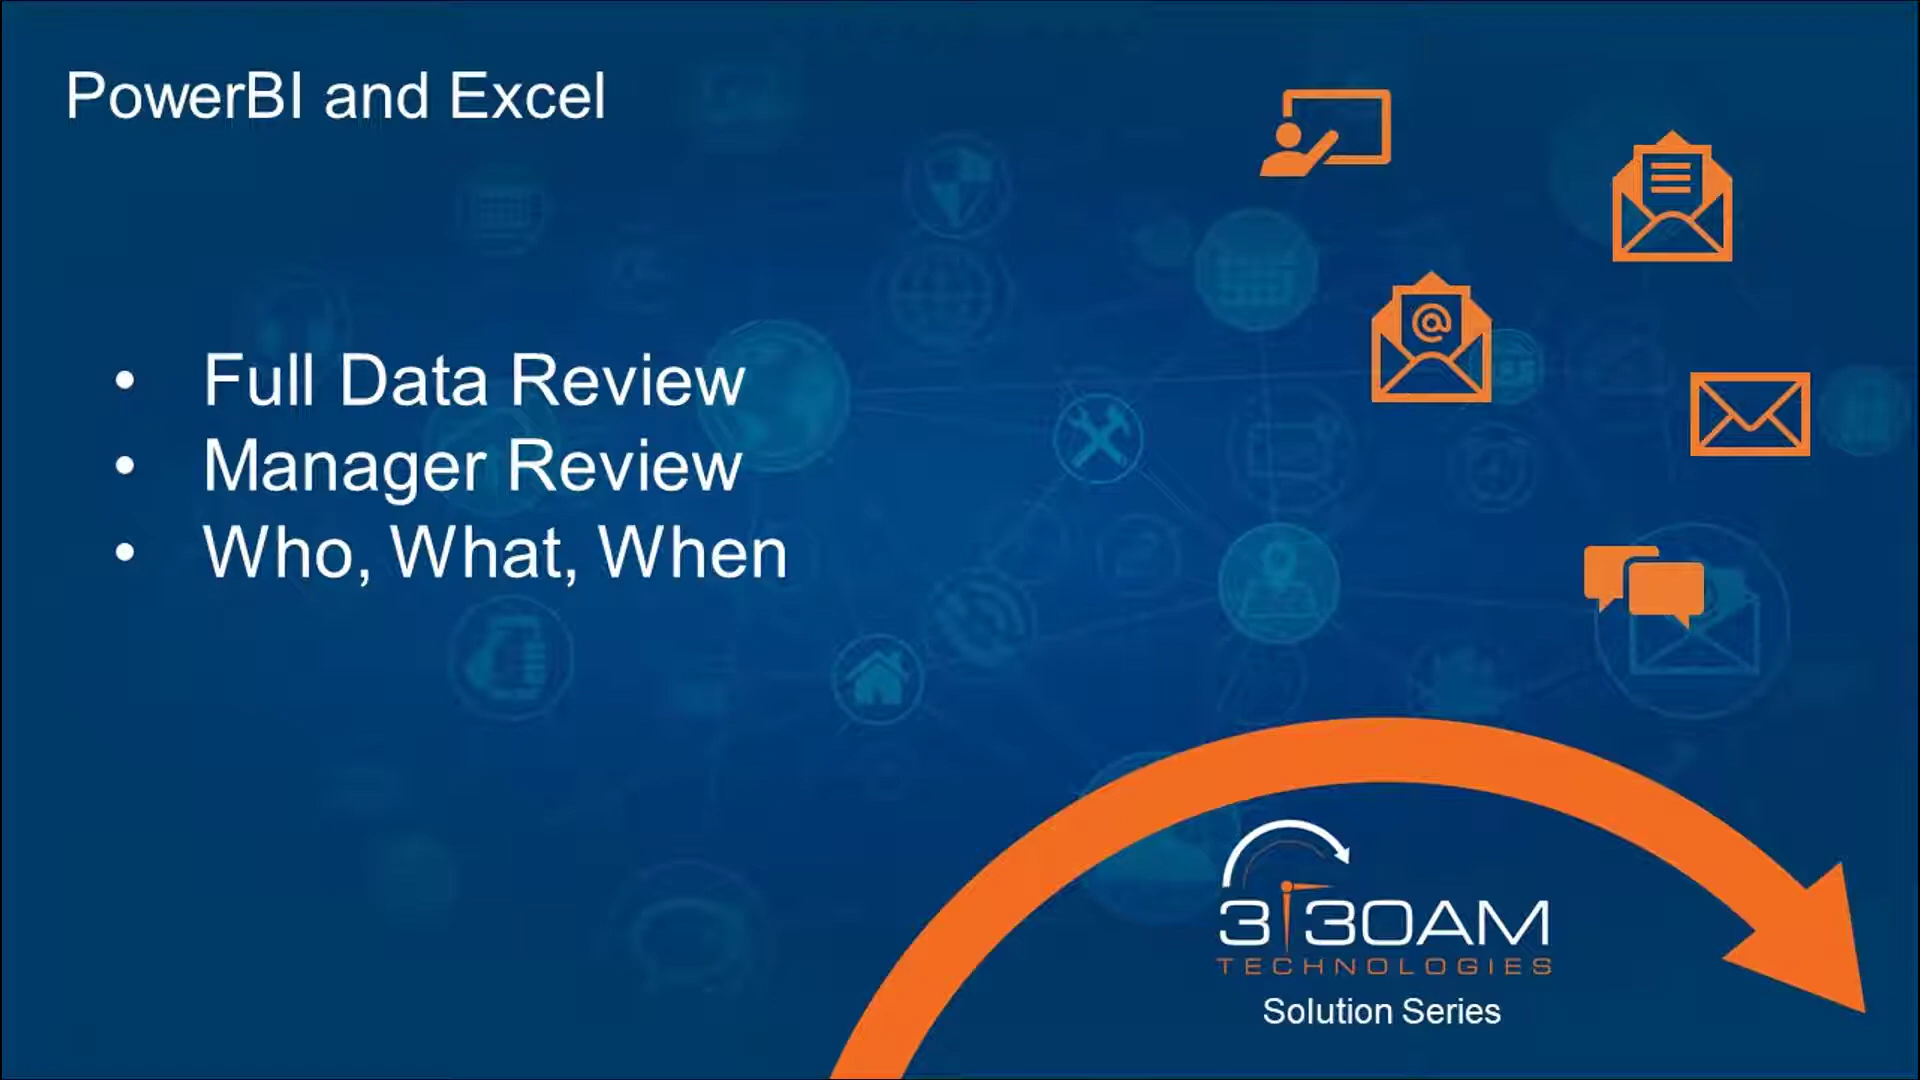 PowerBI and Excel
• Full Data Review
• Manager Review
• Who, What, When
@
3:30AM
TECHNOLOGIES
Solution Series